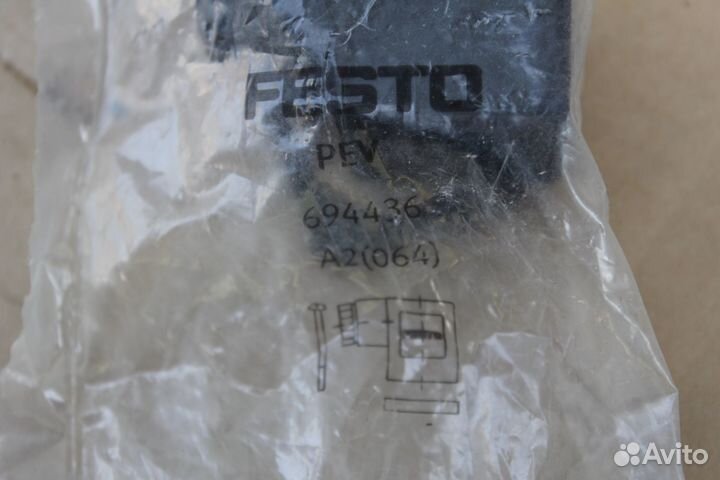 FESTO
PEV
694436
A2(064)
Avito